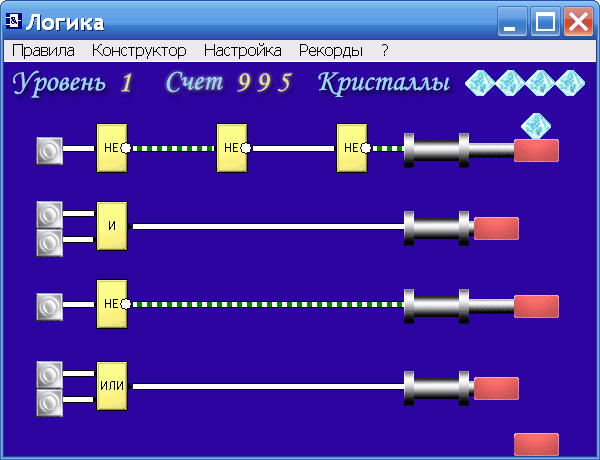 Логика
Правила Конструктор Настройка Рекорды ?
Уровень 1 Счет 995 Кристаллы
НЕ НЕ НЕ
И
НЕ
ИЛИ